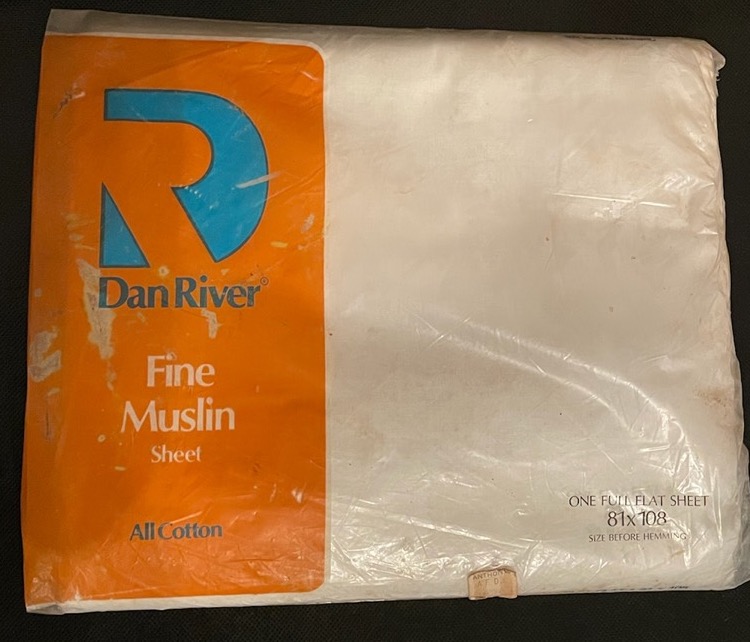 Dan River®
Fine
Muslin
Sheet
All Cotton
ONE FULL FLAT SHEET
81x108
SIZE BEFORE HEMMING